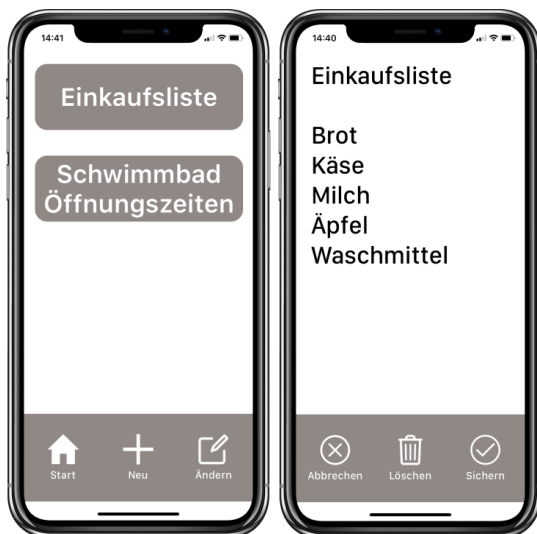 14:41
Einkaufsliste
Schwimmbad
Öffnungszeiten
Start Neu Ändern
14:40
Einkaufsliste
Brot
Käse
Milch
Äpfel
Waschmittel
Abbrechen Löschen Sichern